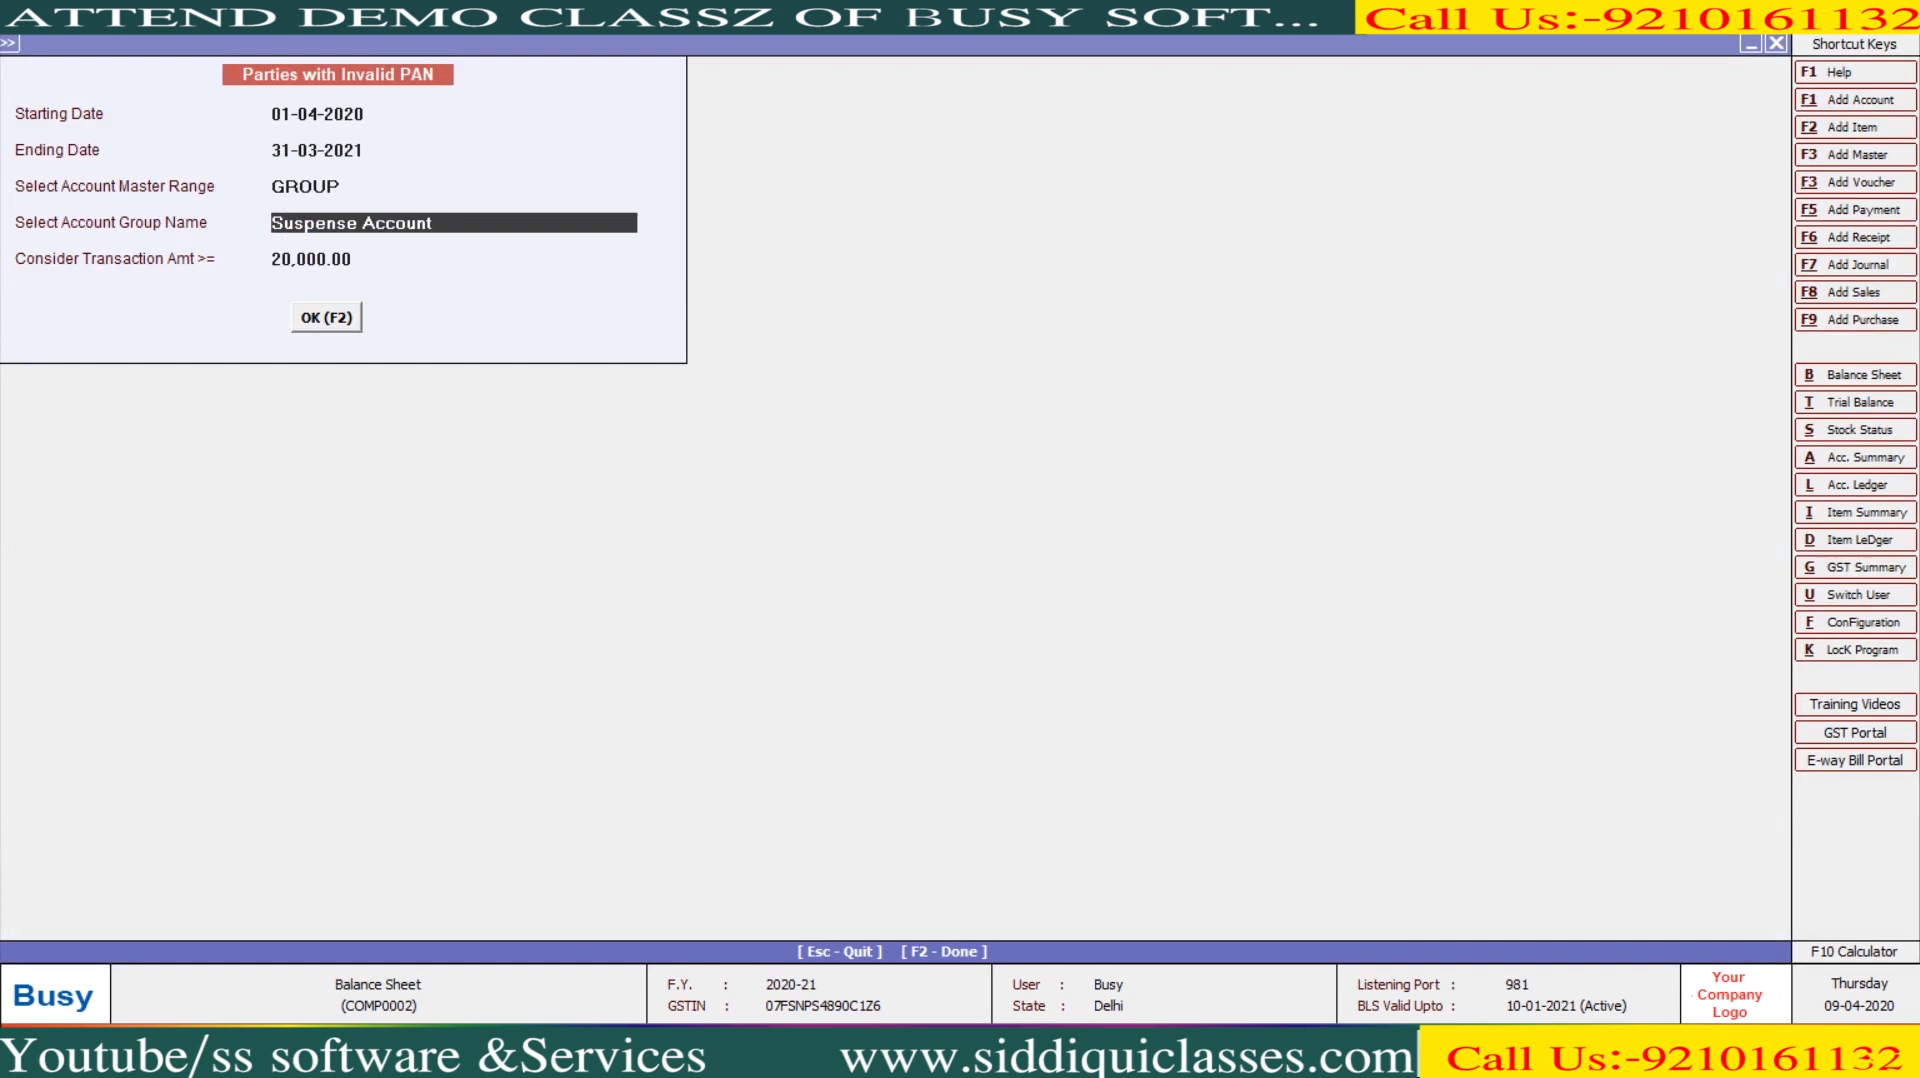 ATTEND DEMO CLASSZ OF BUSY SOFT...
Call Us:-9210161132
>>
Shortcut Keys
Parties with Invalid PAN
Starting Date 01-04-2020
Ending Date 31-03-2021
Select Account Master Range GROUP
Select Account Group Name Suspense Account
Consider Transaction Amt >= 20,000.00
OK (F2)
F1 Help
F1 Add Account
F2 Add Item
F3 Add Master
F3 Add Voucher
F5 Add Payment
F6 Add Receipt
F7 Add Journal
F8 Add Sales
F9 Add Purchase
B Balance Sheet
T Trial Balance
S Stock Status
A Acc. Summary
L Acc. Ledger
I Item Summary
D Item LeDger
G GST Summary
U Switch User
F ConFiguration
K LocK Program
Training Videos
GST Portal
E-way Bill Portal
[ Esc - Quit ] [ F2 - Done ]
F10 Calculator
Busy
Balance Sheet
(COMP0002)
F.Y. : 2020-21
GSTIN : 07FSNPS4890C1Z6
User : Busy
State : Delhi
Listening Port : 981
BLS Valid Upto : 10-01-2021 (Active)
Your
Company
Logo
Thursday
09-04-2020
Youtube/ss software &Services
www.siddiquiclasses.com
Call Us:-9210161132